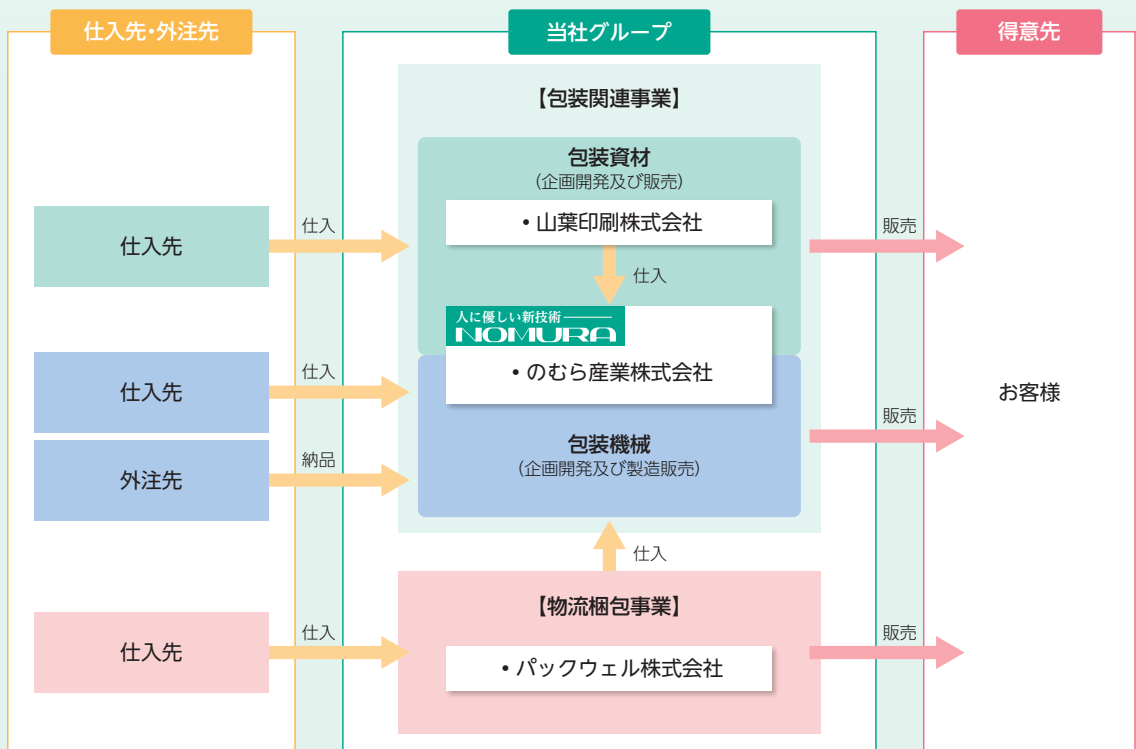 仕入先・外注先
当社グループ
得意先
【包装関連事業】
包装資材
(企画開発及び販売)
・山葉印刷株式会社
仕入先
仕入
販売
仕入
人に優しい新技術
NOMURA
・のむら産業株式会社
仕入先
仕入
お客様
販売
包装機械
(企画開発及び製造販売)
外注先
納品
仕入
【物流梱包事業】
仕入先
仕入
販売
・パックウェル株式会社